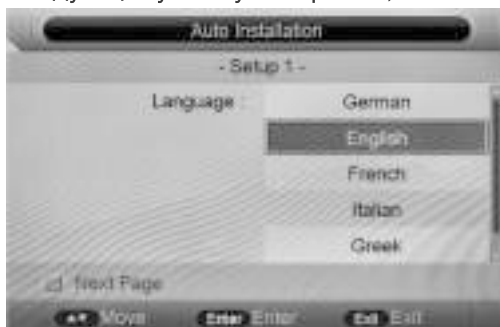 Auto Installation
- Setup 1 -
Language : German
English
French
Italian
Greek
Next Page
Move Enter Enter Exit Exit